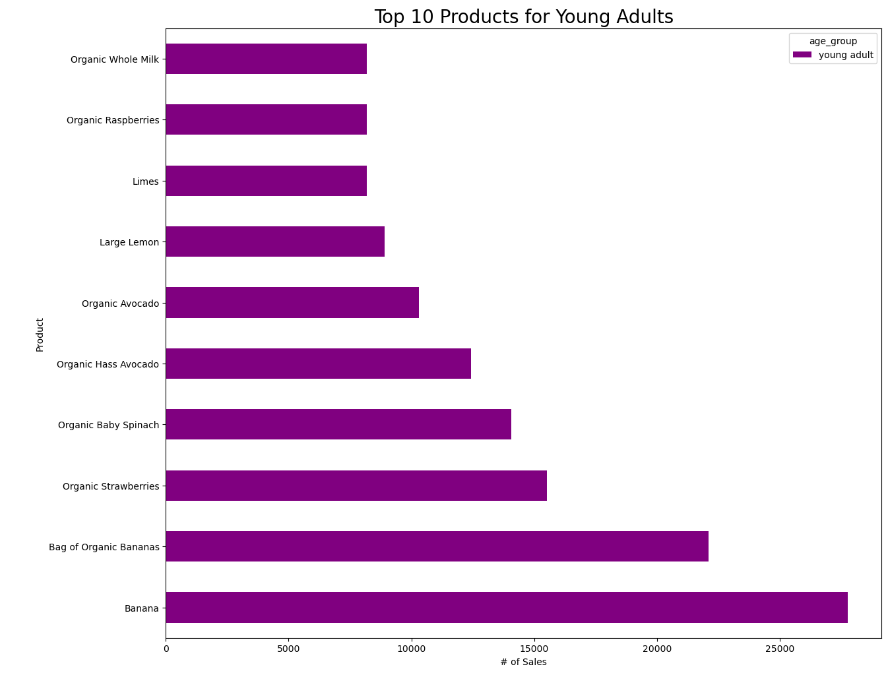 Top 10 Products for Young Adults
age_group
young adult
Product
Organic Whole Milk
Organic Raspberries
Limes
Large Lemon
Organic Avocado
Organic Hass Avocado
Organic Baby Spinach
Organic Strawberries
Bag of Organic Bananas
Banana
0 5000 10000 15000 20000 25000
# of Sales